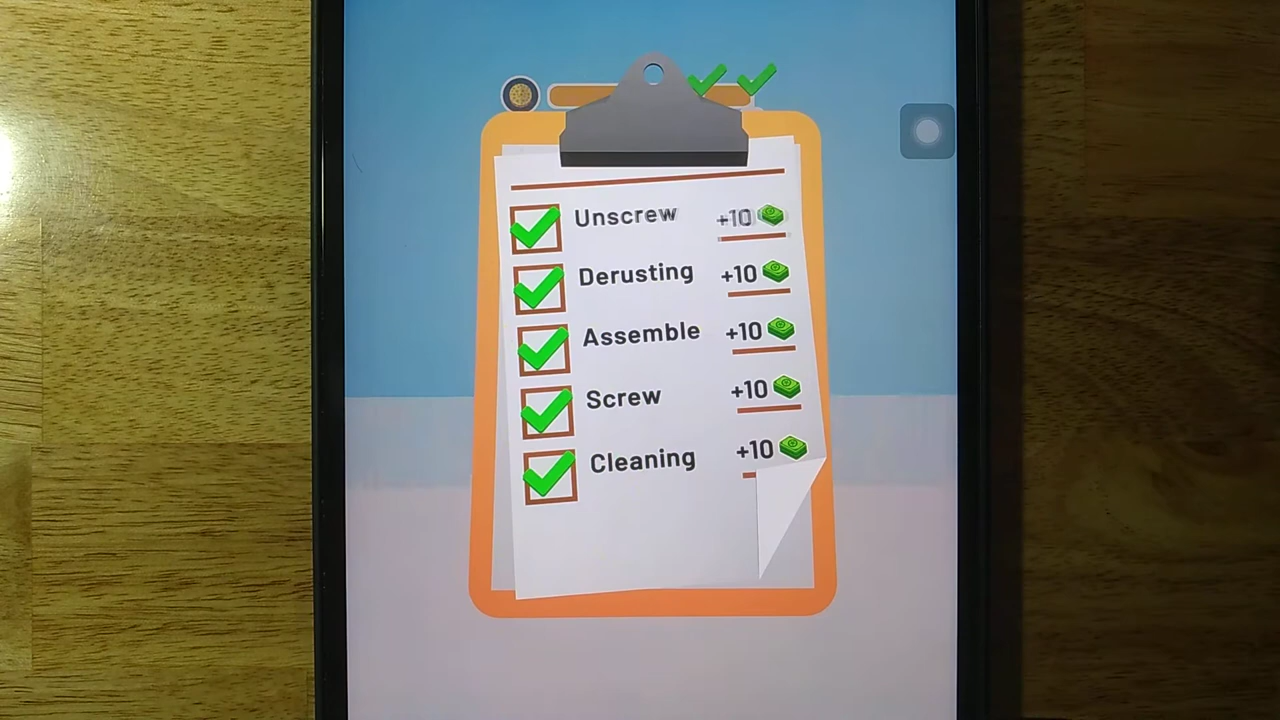 Unscrew +10
Derusting +10
Assemble +10
Screw +10
Cleaning +10